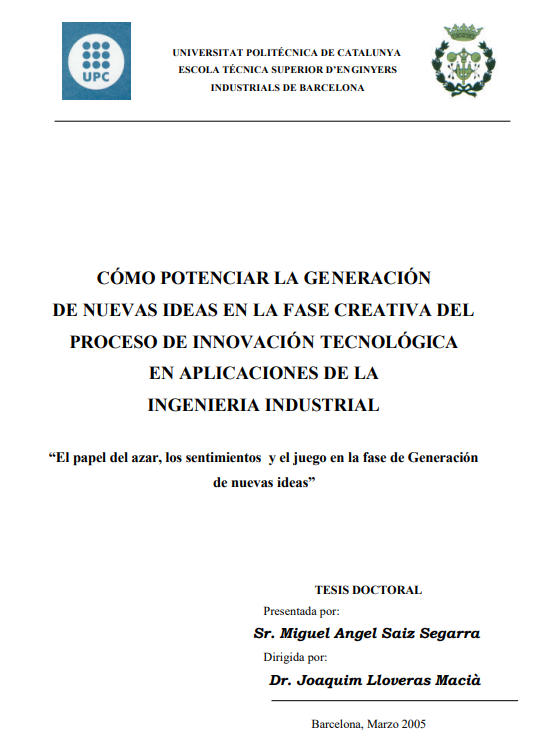 UPC
UNIVERSITAT POLITÉCNICA DE CATALUNYA
ESCOLA TÉCNICA SUPERIOR D’ENGINYERS
INDUSTRIALS DE BARCELONA
CÓMO POTENCIAR LA GENERACIÓN
DE NUEVAS IDEAS EN LA FASE CREATIVA DEL
PROCESO DE INNOVACIÓN TECNOLÓGICA
EN APLICACIONES DE LA
INGENIERIA INDUSTRIAL
“El papel del azar, los sentimientos y el juego en la fase de Generación
de nuevas ideas”
TESIS DOCTORAL
Presentada por:
Sr. Miguel Angel Saiz Segarra
Dirigida por:
Dr. Joaquim Lloveras Macià
Barcelona, Marzo 2005